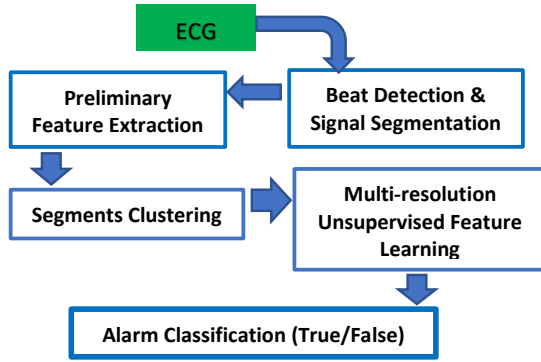 ECG
Beat Detection &
Signal Segmentation
Preliminary
Feature Extraction
Segments Clustering
Multi-resolution
Unsupervised Feature
Learning
Alarm Classification (True/False)